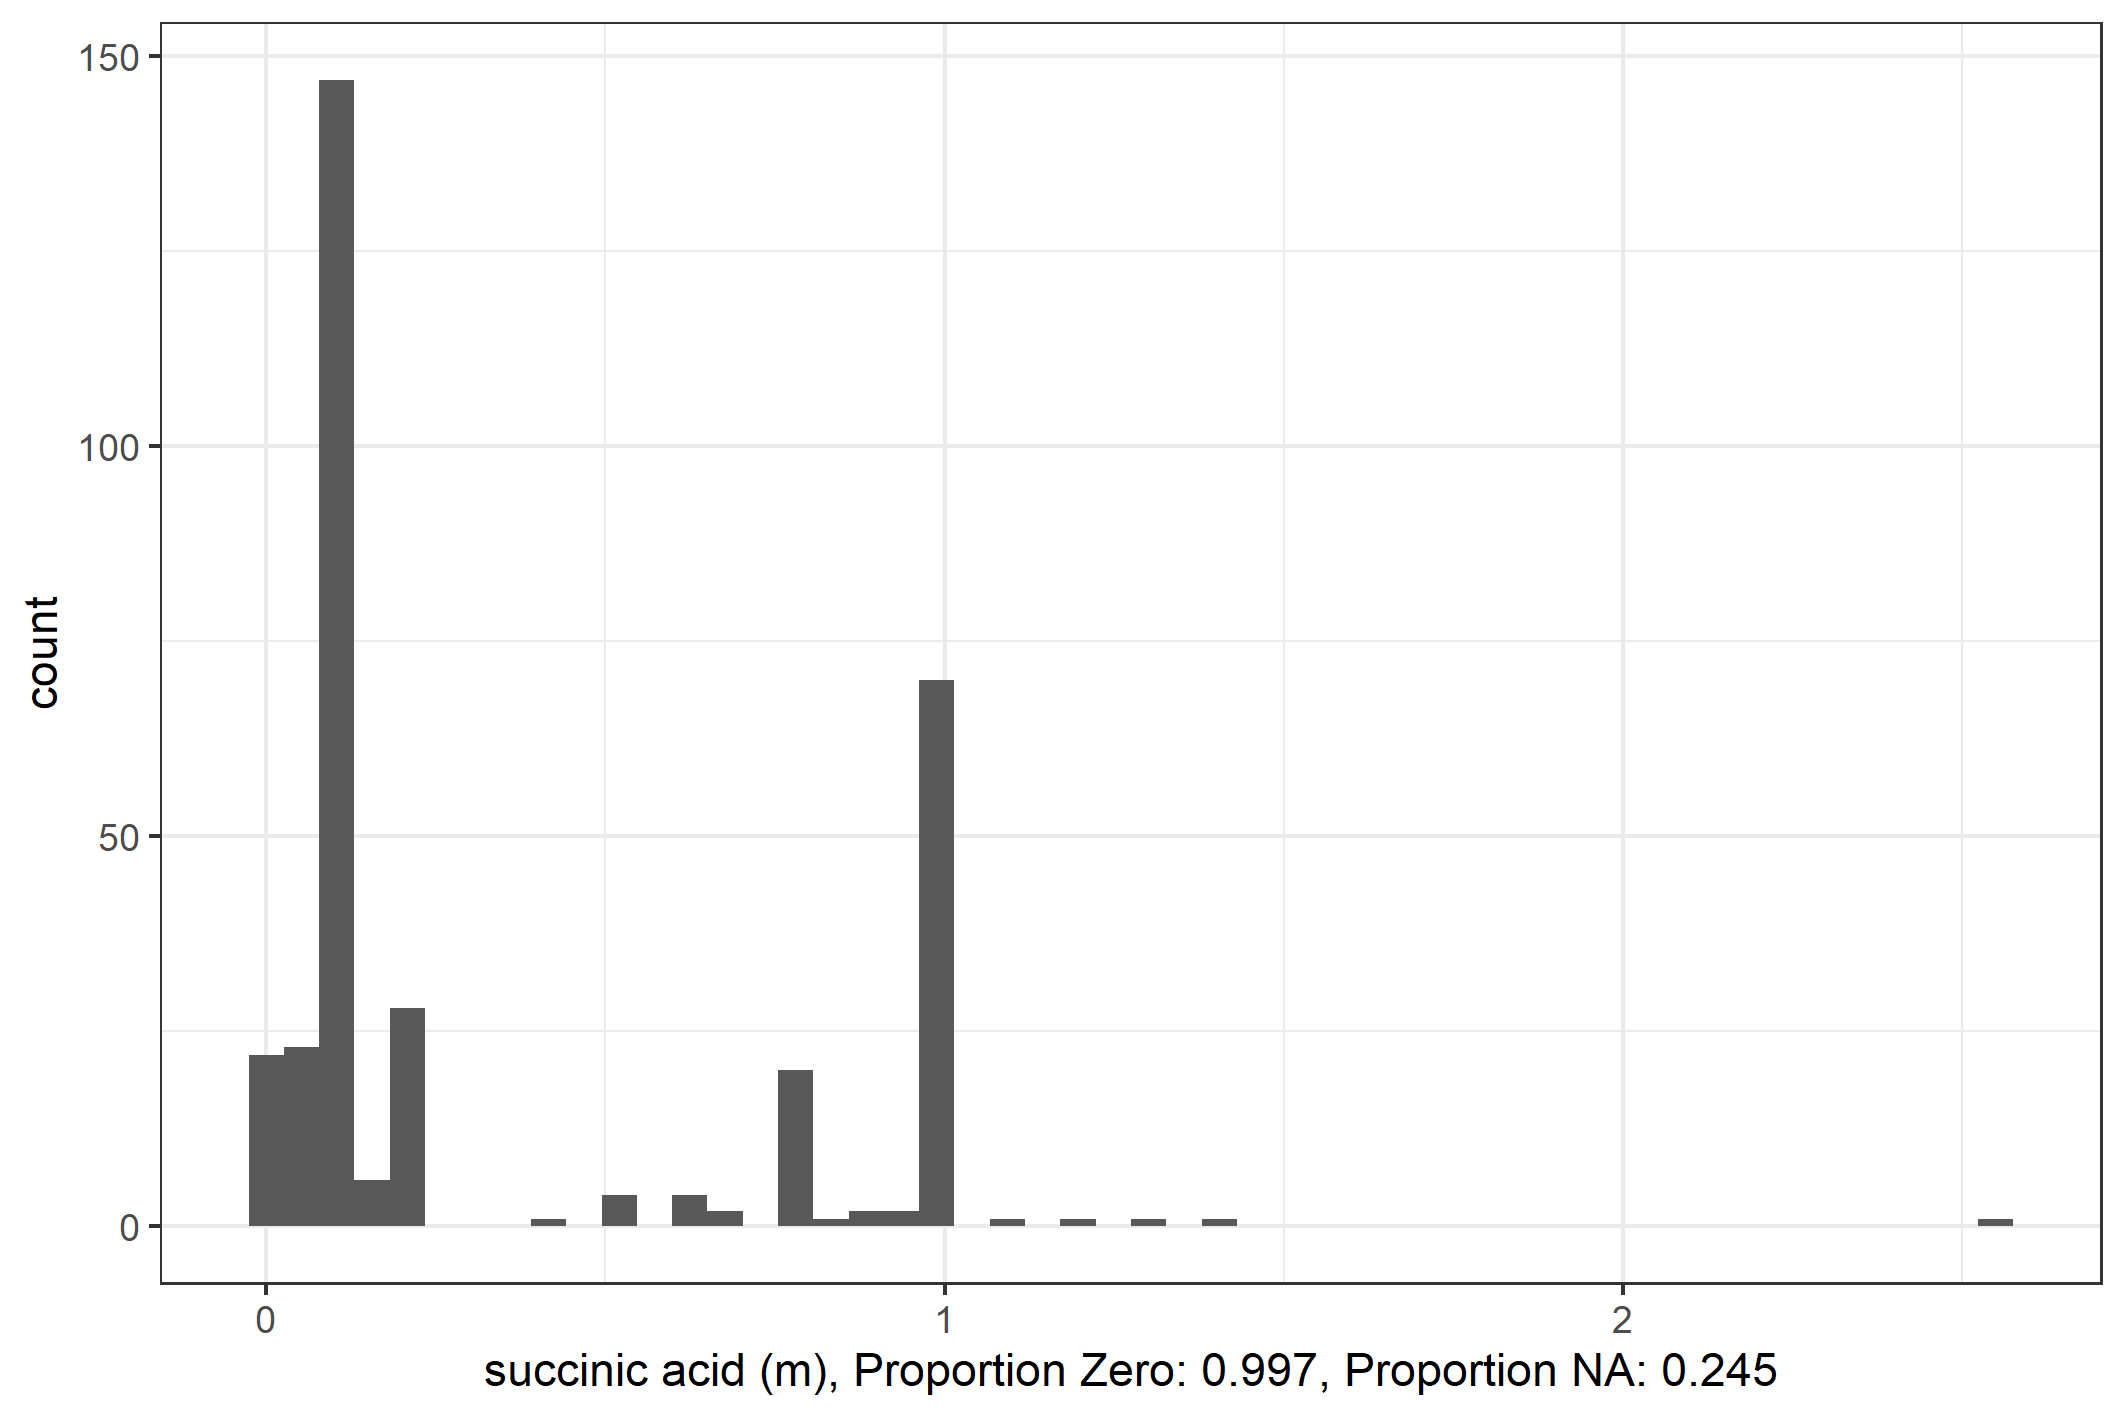 150
100
50
0
count
0 1 2
succinic acid (m), Proportion Zero: 0.997, Proportion NA: 0.245